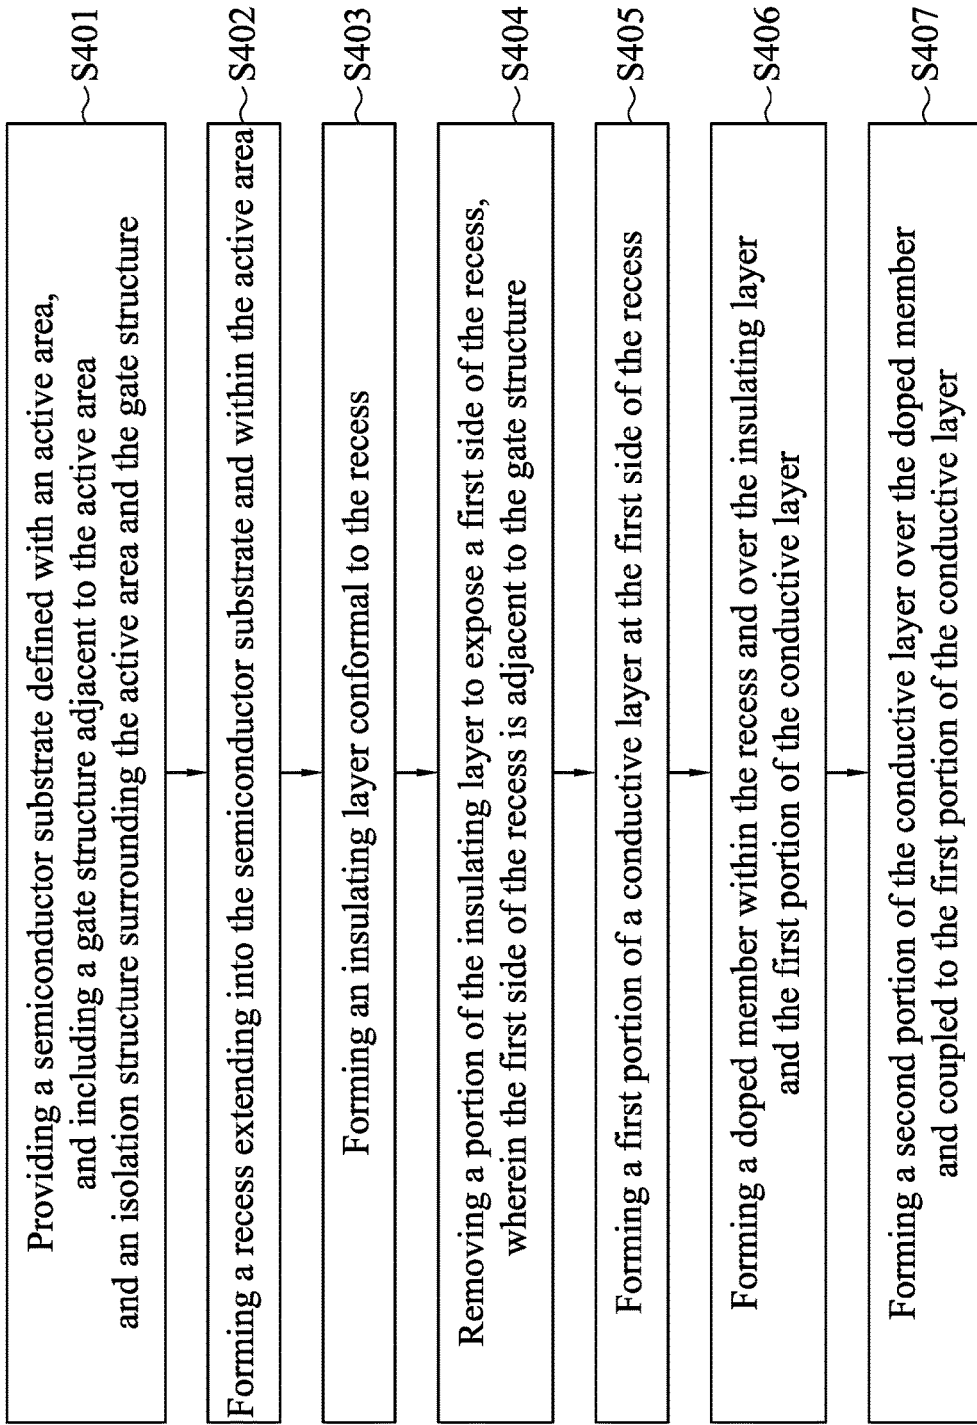 Providing a semiconductor substrate defined with an active area,
and including a gate structure adjacent to the active area
and an isolation structure surrounding the active area and the gate structure
S401
Forming a recess extending into the semiconductor substrate and within the active area
S402
Forming an insulating layer conformal to the recess
S403
Removing a portion of the insulating layer to expose a first side of the recess,
wherein the first side of the recess is adjacent to the gate structure
S404
Forming a first portion of a conductive layer at the first side of the recess
S405
Forming a doped member within the recess and over the insulating layer
and the first portion of the conductive layer
S406
Forming a second portion of the conductive layer over the doped member
and coupled to the first portion of the conductive layer
S407